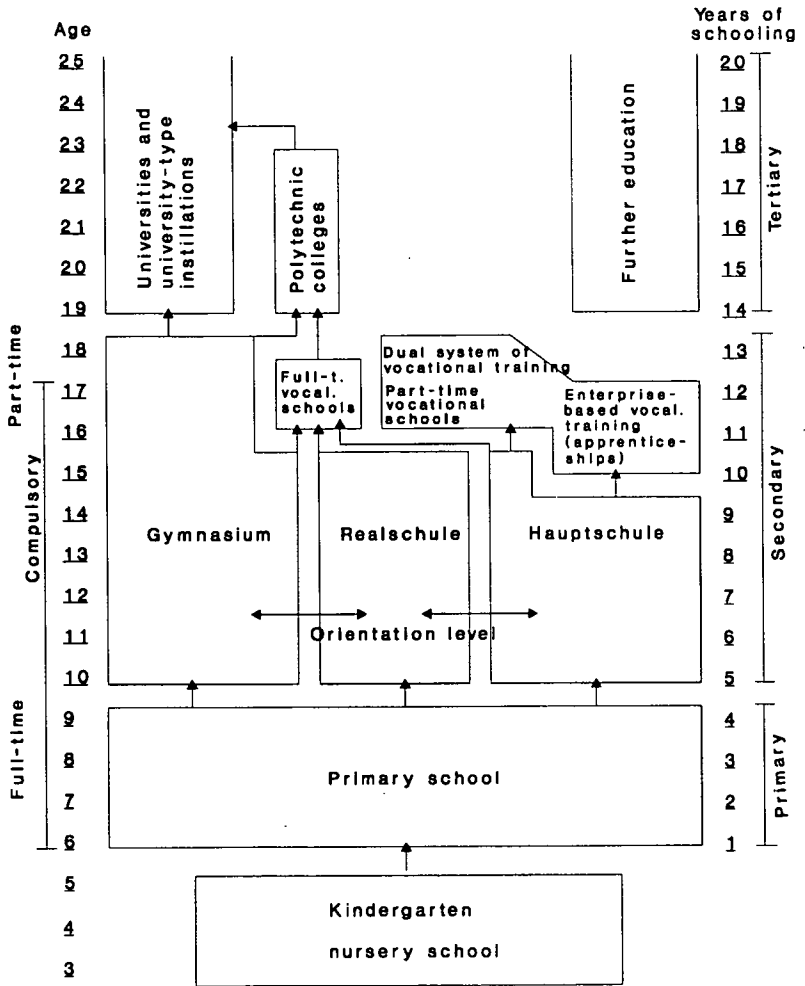 Age
Years of
schooling
25
24
23
22
21
20
19
18
17
16
15
14
13
12
11
10
9
8
7
6
5
4
3
Part-time
Compulsory
Full-time
Universities and
university-type
instillations
Polytechnic
colleges
Further education
20
19
18
17
16
15
14
13
12
11
10
9
8
7
6
5
4
3
2
1
Tertiary
Secondary
Primary
Full-t.
vocal.
schools
Dual system of
vocational training
Part-time
vocational
schools
Enterprise-
based vocal.
training
(apprentice-
ships)
Gymnasium
Realschule
Hauptschule
Orientation level
Primary school
Kindergarten
nursery school